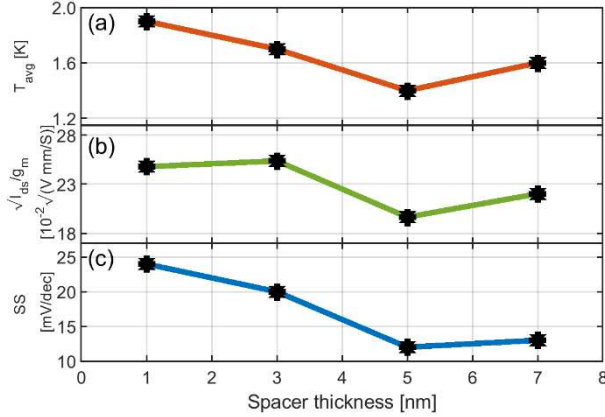 (a)
2.0
1.6
1.2
T_avg [K]
(b)
28
23
18
√I_ds/g_m
[10^-2√(V mm/S)]
(c)
25
20
15
10
SS
[mV/dec]
0 1 2 3 4 5 6 7 8
Spacer thickness [nm]